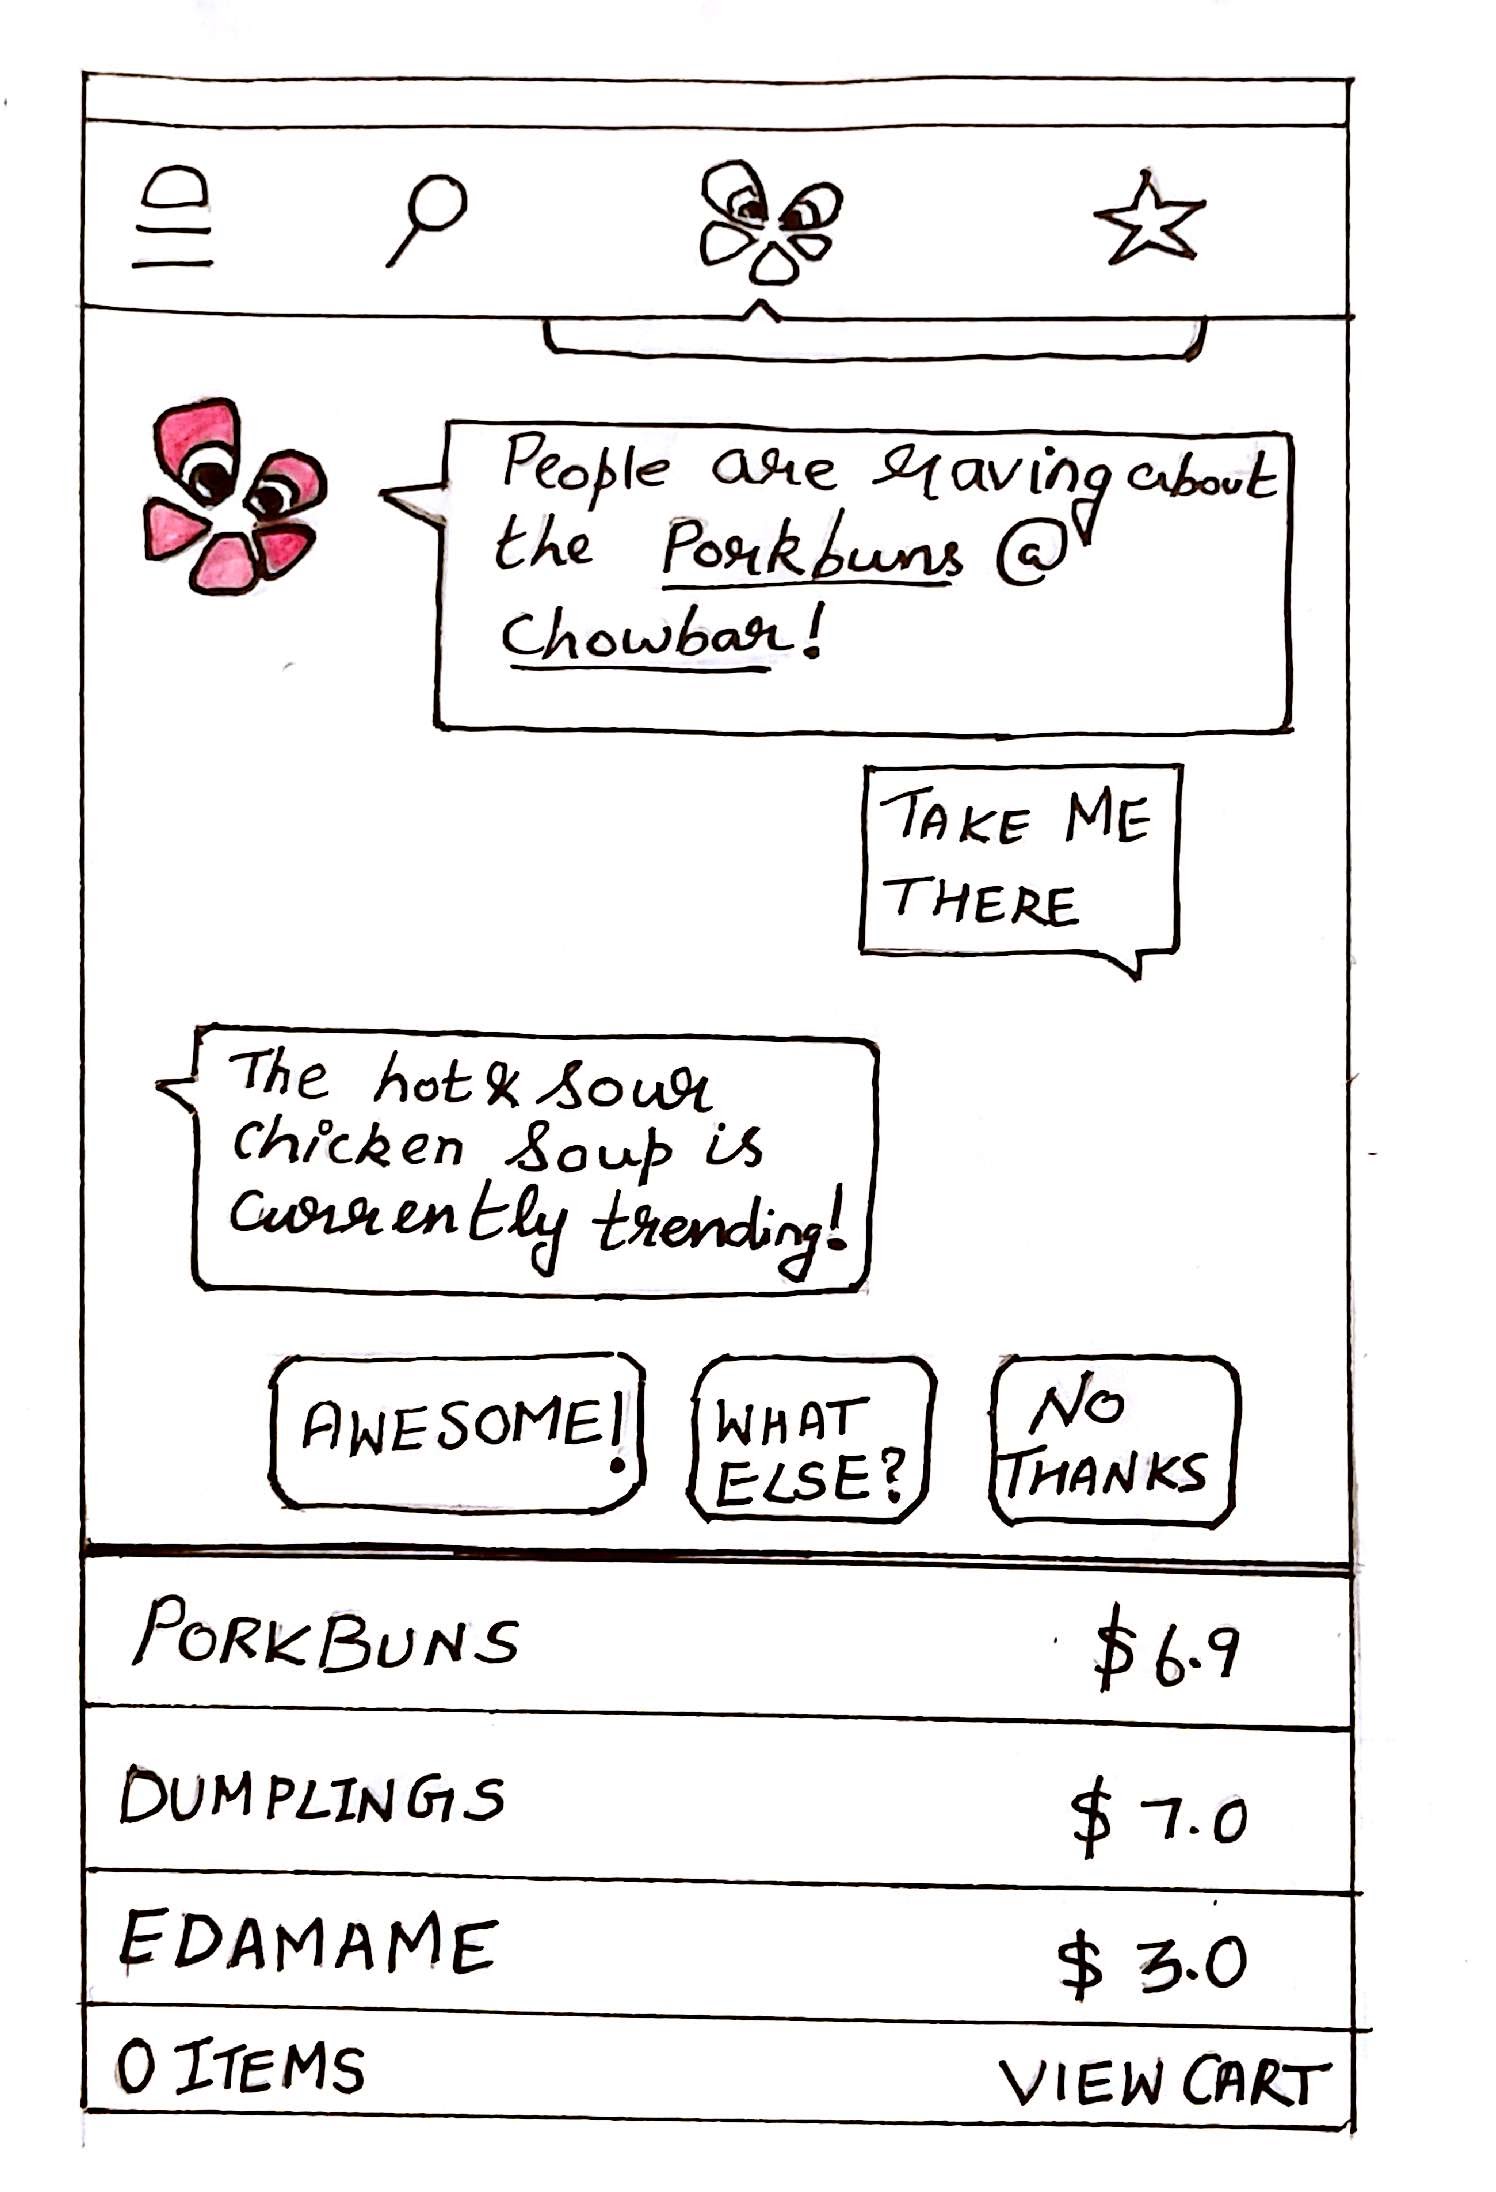 People are raving about
the Porkbuns @
Chowbar!
TAKE ME
THERE
The hot & Sour
chicken Soup is
currently trending!
AWESOME!
WHAT
ELSE?
NO
THANKS
PORKBUNS $6.9
DUMPLINGS $7.0
EDAMAME $3.0
0 ITEMS VIEW CART